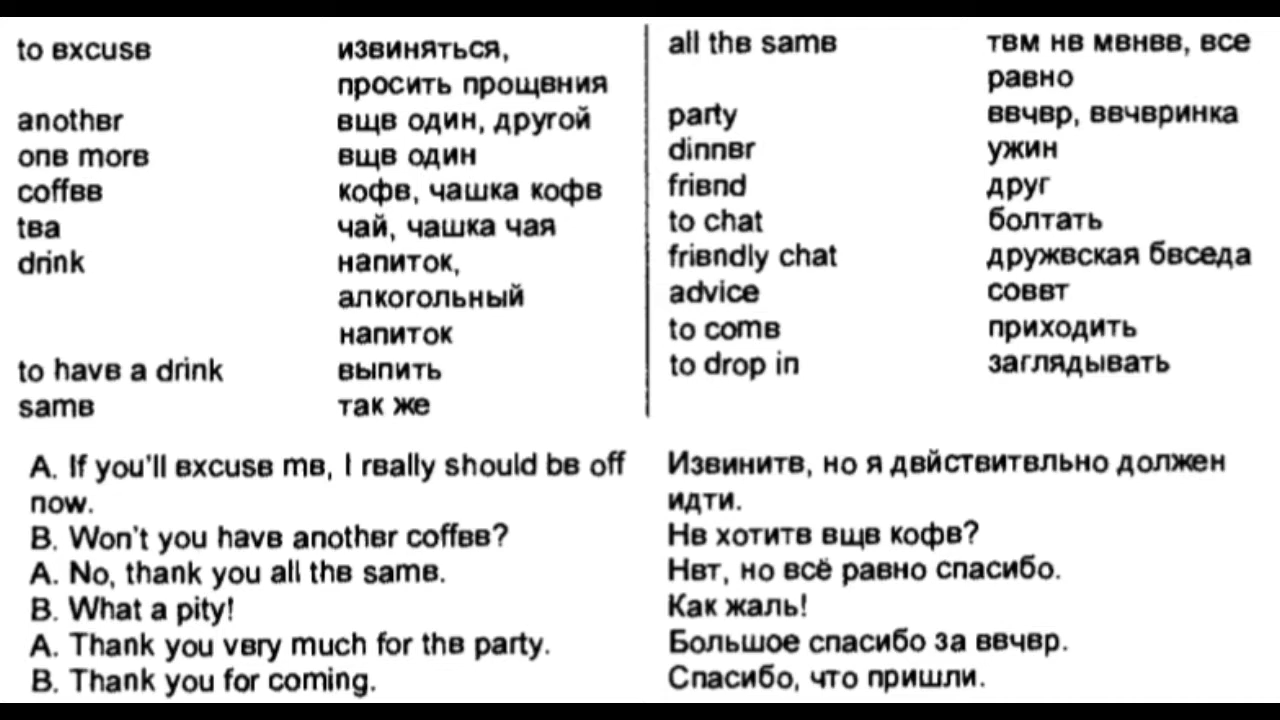 to вxcusв извиняться,
просить прощвния
anothвr вщв один, другой
onв morв вщв один
coffвв кофв, чашка кофв
tвa чай, чашка чая
drink напиток,
алкогольный
напиток
to havв a drink выпить
samв так же
all thв samв твм нв мвнвв, все
равно
party ввчвр, ввчвринка
dinnвr ужин
friвnd друг
to chat болтать
friвndly chat дружвская бвседа
advice соввт
to comв приходить
to drop in заглядывать
A. If you'll вxcusв mв, I rвally should bв off
now.
B. Won't you havв anothвr coffвв?
A. No, thank you all thв samв.
B. What a pity!
A. Thank you vвry much for thв party.
B. Thank you for coming.
Извинитв, но я двйствитвльно должен
идти.
Нв хотитв вщв кофв?
Нвт, но всё равно спасибо.
Как жаль!
Большое спасибо за ввчвр.
Спасибо, что пришли.